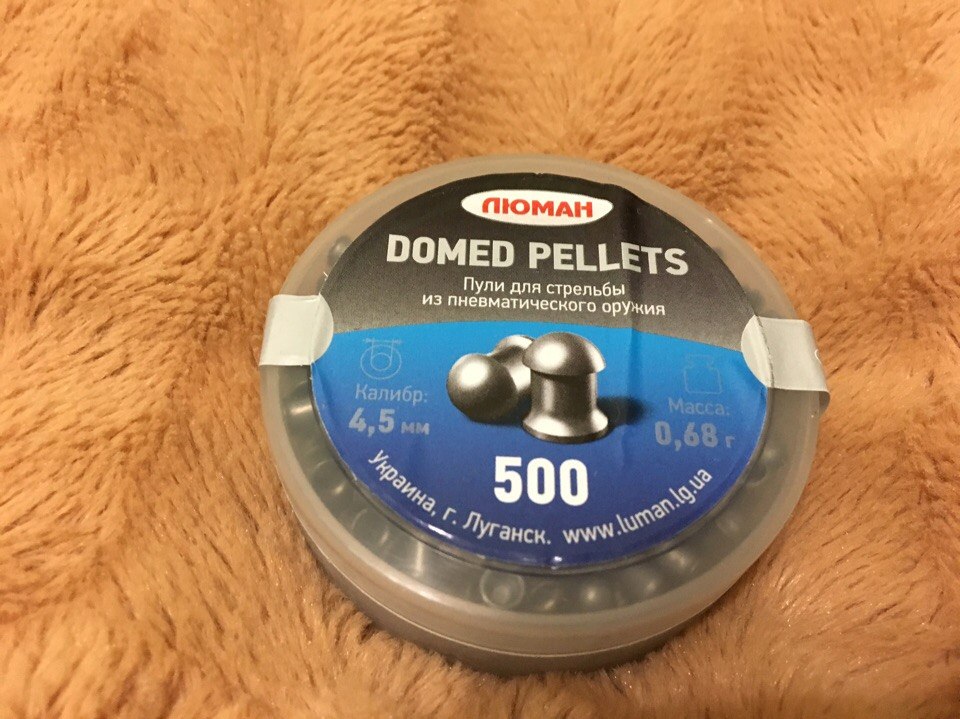 ЛЮМАН
DOMED PELLETS
Пули для стрельбы
из пневматического оружия
Калибр:
4,5 мм
Масса:
0,68 г
500
Украина, г. Луганск. www.luman.lg.ua